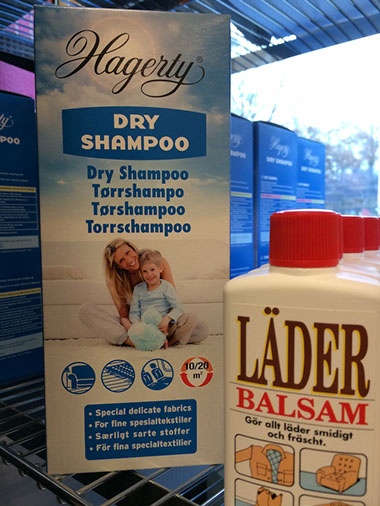 Hagerty®
DRY
SHAMPOO
Dry Shampoo
Tørrshampo
Tørshampoo
Torrschampoo
10/20
m²
• Special delicate fabrics
• For fine spesialtekstiler
• Særligt sarte stoffer
• För fina specialtextilier
POO
LÄDER
BALSAM
Gör allt läder smidigt
och fräscht.